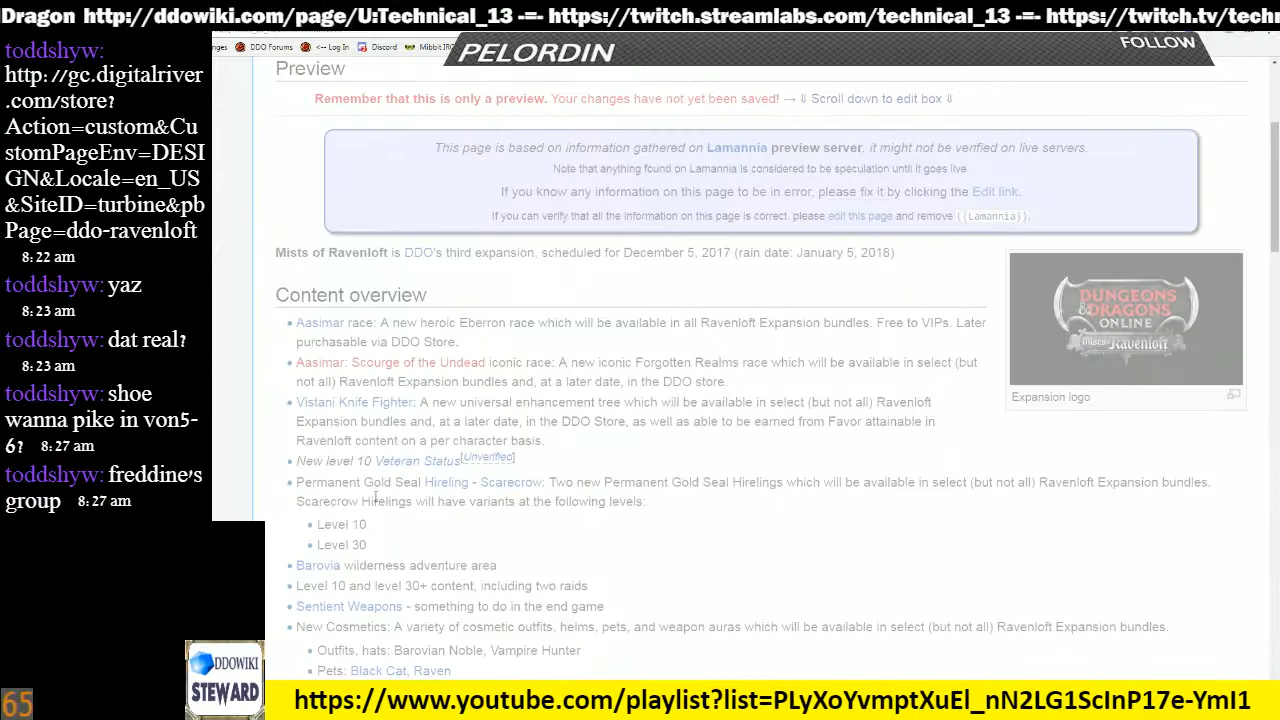 Dragon http://ddowiki.com/page/U:Technical_13 -=- https://twitch.streamlabs.com/technical_13 -=- https://twitch.tv/techn
toddshyw:
http://gc.digitalriver
.com/store?
Action=custom&Cu
stomPageEnv=DESI
GN&Locale=en_US
&SiteID=turbine&pb
Page=ddo-ravenloft
8:22 am
toddshyw: yaz
8:23 am
toddshyw: dat real?
8:23 am
toddshyw: shoe
wanna pike in von5-
6? 8:27 am
toddshyw: freddine's
group 8:27 am
DDO Forums <-- Log In Discord Mibbit IRC
PELORDIN
FOLLOW
Preview
Remember that this is only a preview. Your changes have not yet been saved! → ⇓ Scroll down to edit box ⇓
This page is based on information gathered on Lamannia preview server, it might not be verified on live servers.
Note that anything found on Lamannia is considered to be speculation until it goes live.
If you know any information on this page to be in error, please fix it by clicking the Edit link.
If you can verify that all the information on this page is correct, please edit this page and remove {{Lamannia}}.
Mists of Ravenloft is DDO's third expansion, scheduled for December 5, 2017 (rain date: January 5, 2018)
DUNGEONS
& DRAGONS
ONLINE
Mists of Ravenloft
Expansion logo
Content overview
Aasimar race: A new heroic Eberron race which will be available in all Ravenloft Expansion bundles. Free to VIPs. Later
purchasable via DDO Store.
Aasimar: Scourge of the Undead iconic race: A new iconic Forgotten Realms race which will be available in select (but
not all) Ravenloft Expansion bundles and, at a later date, in the DDO store.
Vistani Knife Fighter: A new universal enhancement tree which will be available in select (but not all) Ravenloft
Expansion bundles and, at a later date, in the DDO Store, as well as able to be earned from Favor attainable in
Ravenloft content on a per character basis.
New level 10 Veteran Status[Unverified]
Permanent Gold Seal Hireling - Scarecrow: Two new Permanent Gold Seal Hirelings which will be available in select (but not all) Ravenloft Expansion bundles.
Scarecrow Hirelings will have variants at the following levels:
Level 10
Level 30
Barovia wilderness adventure area
Level 10 and level 30+ content, including two raids
Sentient Weapons - something to do in the end game
New Cosmetics: A variety of cosmetic outfits, helms, pets, and weapon auras which will be available in select (but not all) Ravenloft Expansion bundles.
Outfits, hats: Barovian Noble, Vampire Hunter
Pets: Black Cat, Raven
DDOWIKI
STEWARD
65
https://www.youtube.com/playlist?list=PLyXoYvmptXuEl_nN2LG1ScInP17e-YmI1